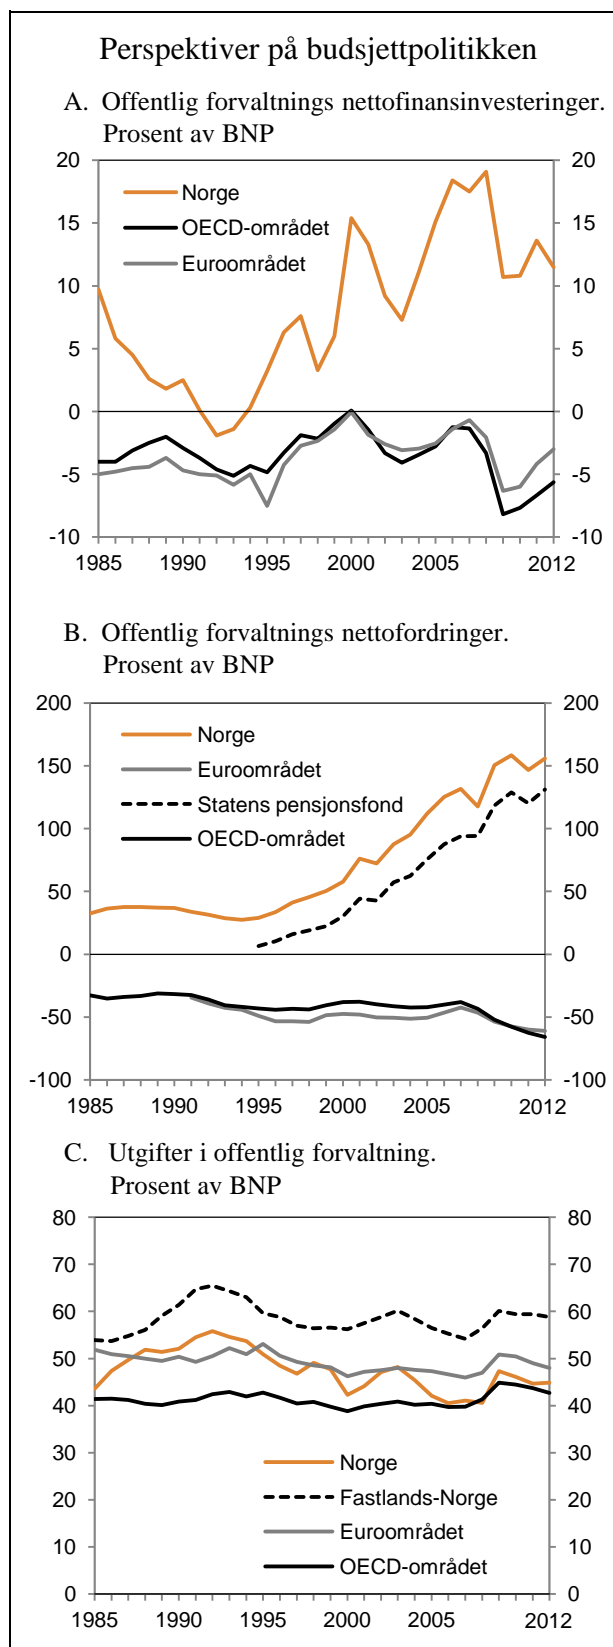 Perspektiver på budsjettpolitikken
A. Offentlig forvaltnings nettofinansinvesteringer.
Prosent av BNP
20 20
15 15
10 10
5 5
0 0
-5 -5
-10 -10
Norge
OECD-området
Euroområdet
1985 1990 1995 2000 2005 2012
B. Offentlig forvaltnings nettofordringer.
Prosent av BNP
200 200
150 150
100 100
50 50
0 0
-50 -50
-100 -100
Norge
Euroområdet
Statens pensjonsfond
OECD-området
1985 1990 1995 2000 2005 2012
C. Utgifter i offentlig forvaltning.
Prosent av BNP
80 80
70 70
60 60
50 50
40 40
30 30
20 20
10 10
0 0
Norge
Fastlands-Norge
Euroområdet
OECD-området
1985 1990 1995 2000 2005 2012